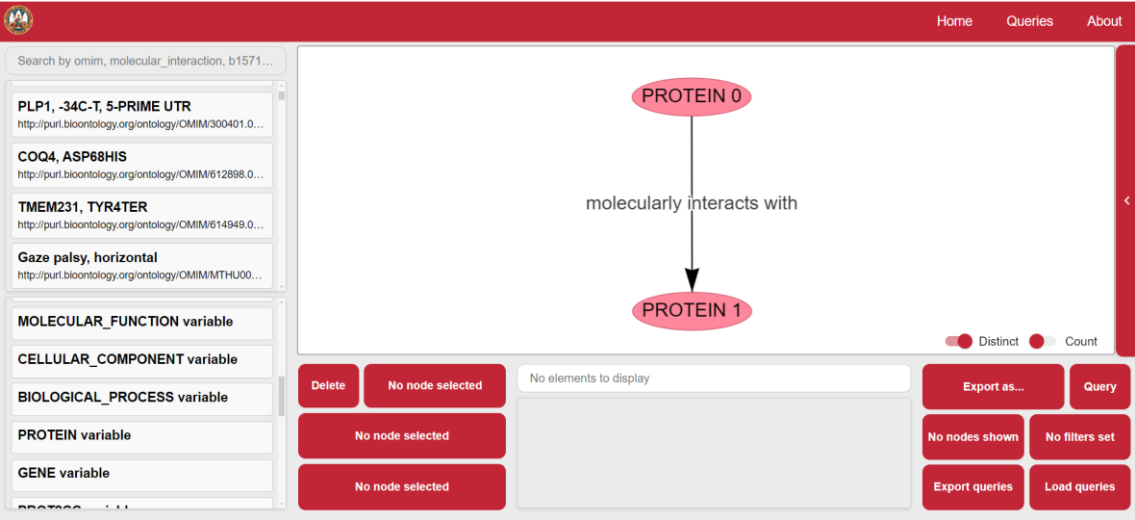 Home Queries About
Search by omim, molecular_interaction, b1571...
PLP1, -34C-T, 5-PRIME UTR
http://purl.bioontology.org/ontology/OMIM/300401.0...
COQ4, ASP68HIS
http://purl.bioontology.org/ontology/OMIM/612898.0...
TMEM231, TYR4TER
http://purl.bioontology.org/ontology/OMIM/614949.0...
Gaze palsy, horizontal
http://purl.bioontology.org/ontology/OMIM/MTHU00...
MOLECULAR_FUNCTION variable
CELLULAR_COMPONENT variable
BIOLOGICAL_PROCESS variable
PROTEIN variable
GENE variable
PROTEIN 0
molecularly interacts with
PROTEIN 1
Distinct Count
Delete No node selected
No node selected
No node selected
No elements to display
Export as... Query
No nodes shown No filters set
Export queries Load queries